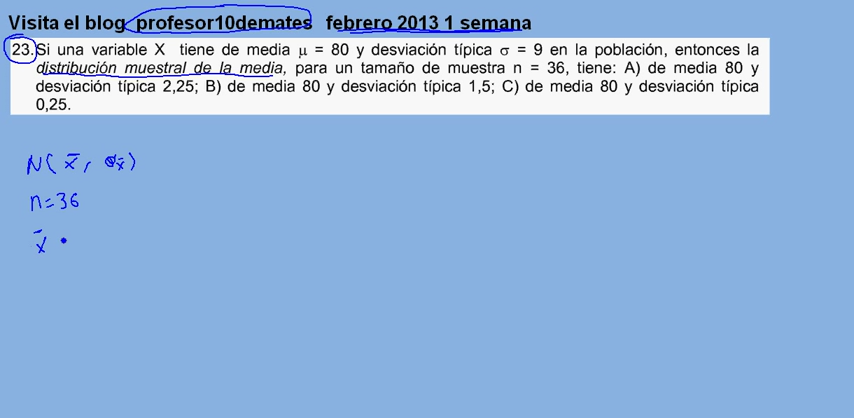 Visita el blog profesor10demates febrero 2013 1 semana
23. Si una variable X tiene de media μ = 80 y desviación típica σ = 9 en la población, entonces la
distribución muestral de la media, para un tamaño de muestra n = 36, tiene: A) de media 80 y
desviación típica 2,25; B) de media 80 y desviación típica 1,5; C) de media 80 y desviación típica
0,25.
N( x̄, σx̄)
n=36
x̄